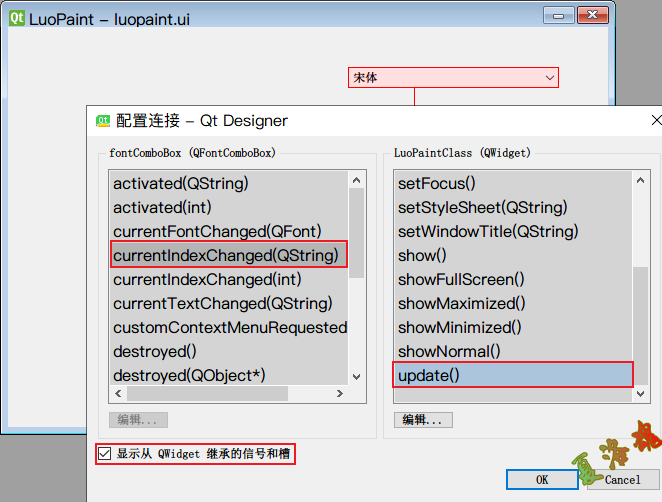 LuoPaint - luopaint.ui
宋体
配置连接 - Qt Designer
fontComboBox (QFontComboBox)
activated(QString)
activated(int)
currentFontChanged(QFont)
currentIndexChanged(QString)
currentIndexChanged(int)
currentTextChanged(QString)
customContextMenuRequested
destroyed()
destroyed(QObject*)
编辑...
LuoPaintClass (QWidget)
setFocus()
setStyleSheet(QString)
setWindowTitle(QString)
show()
showFullScreen()
showMaximized()
showMinimized()
showNormal()
update()
编辑...
显示从 QWidget 继承的信号和槽
OK
Cancel